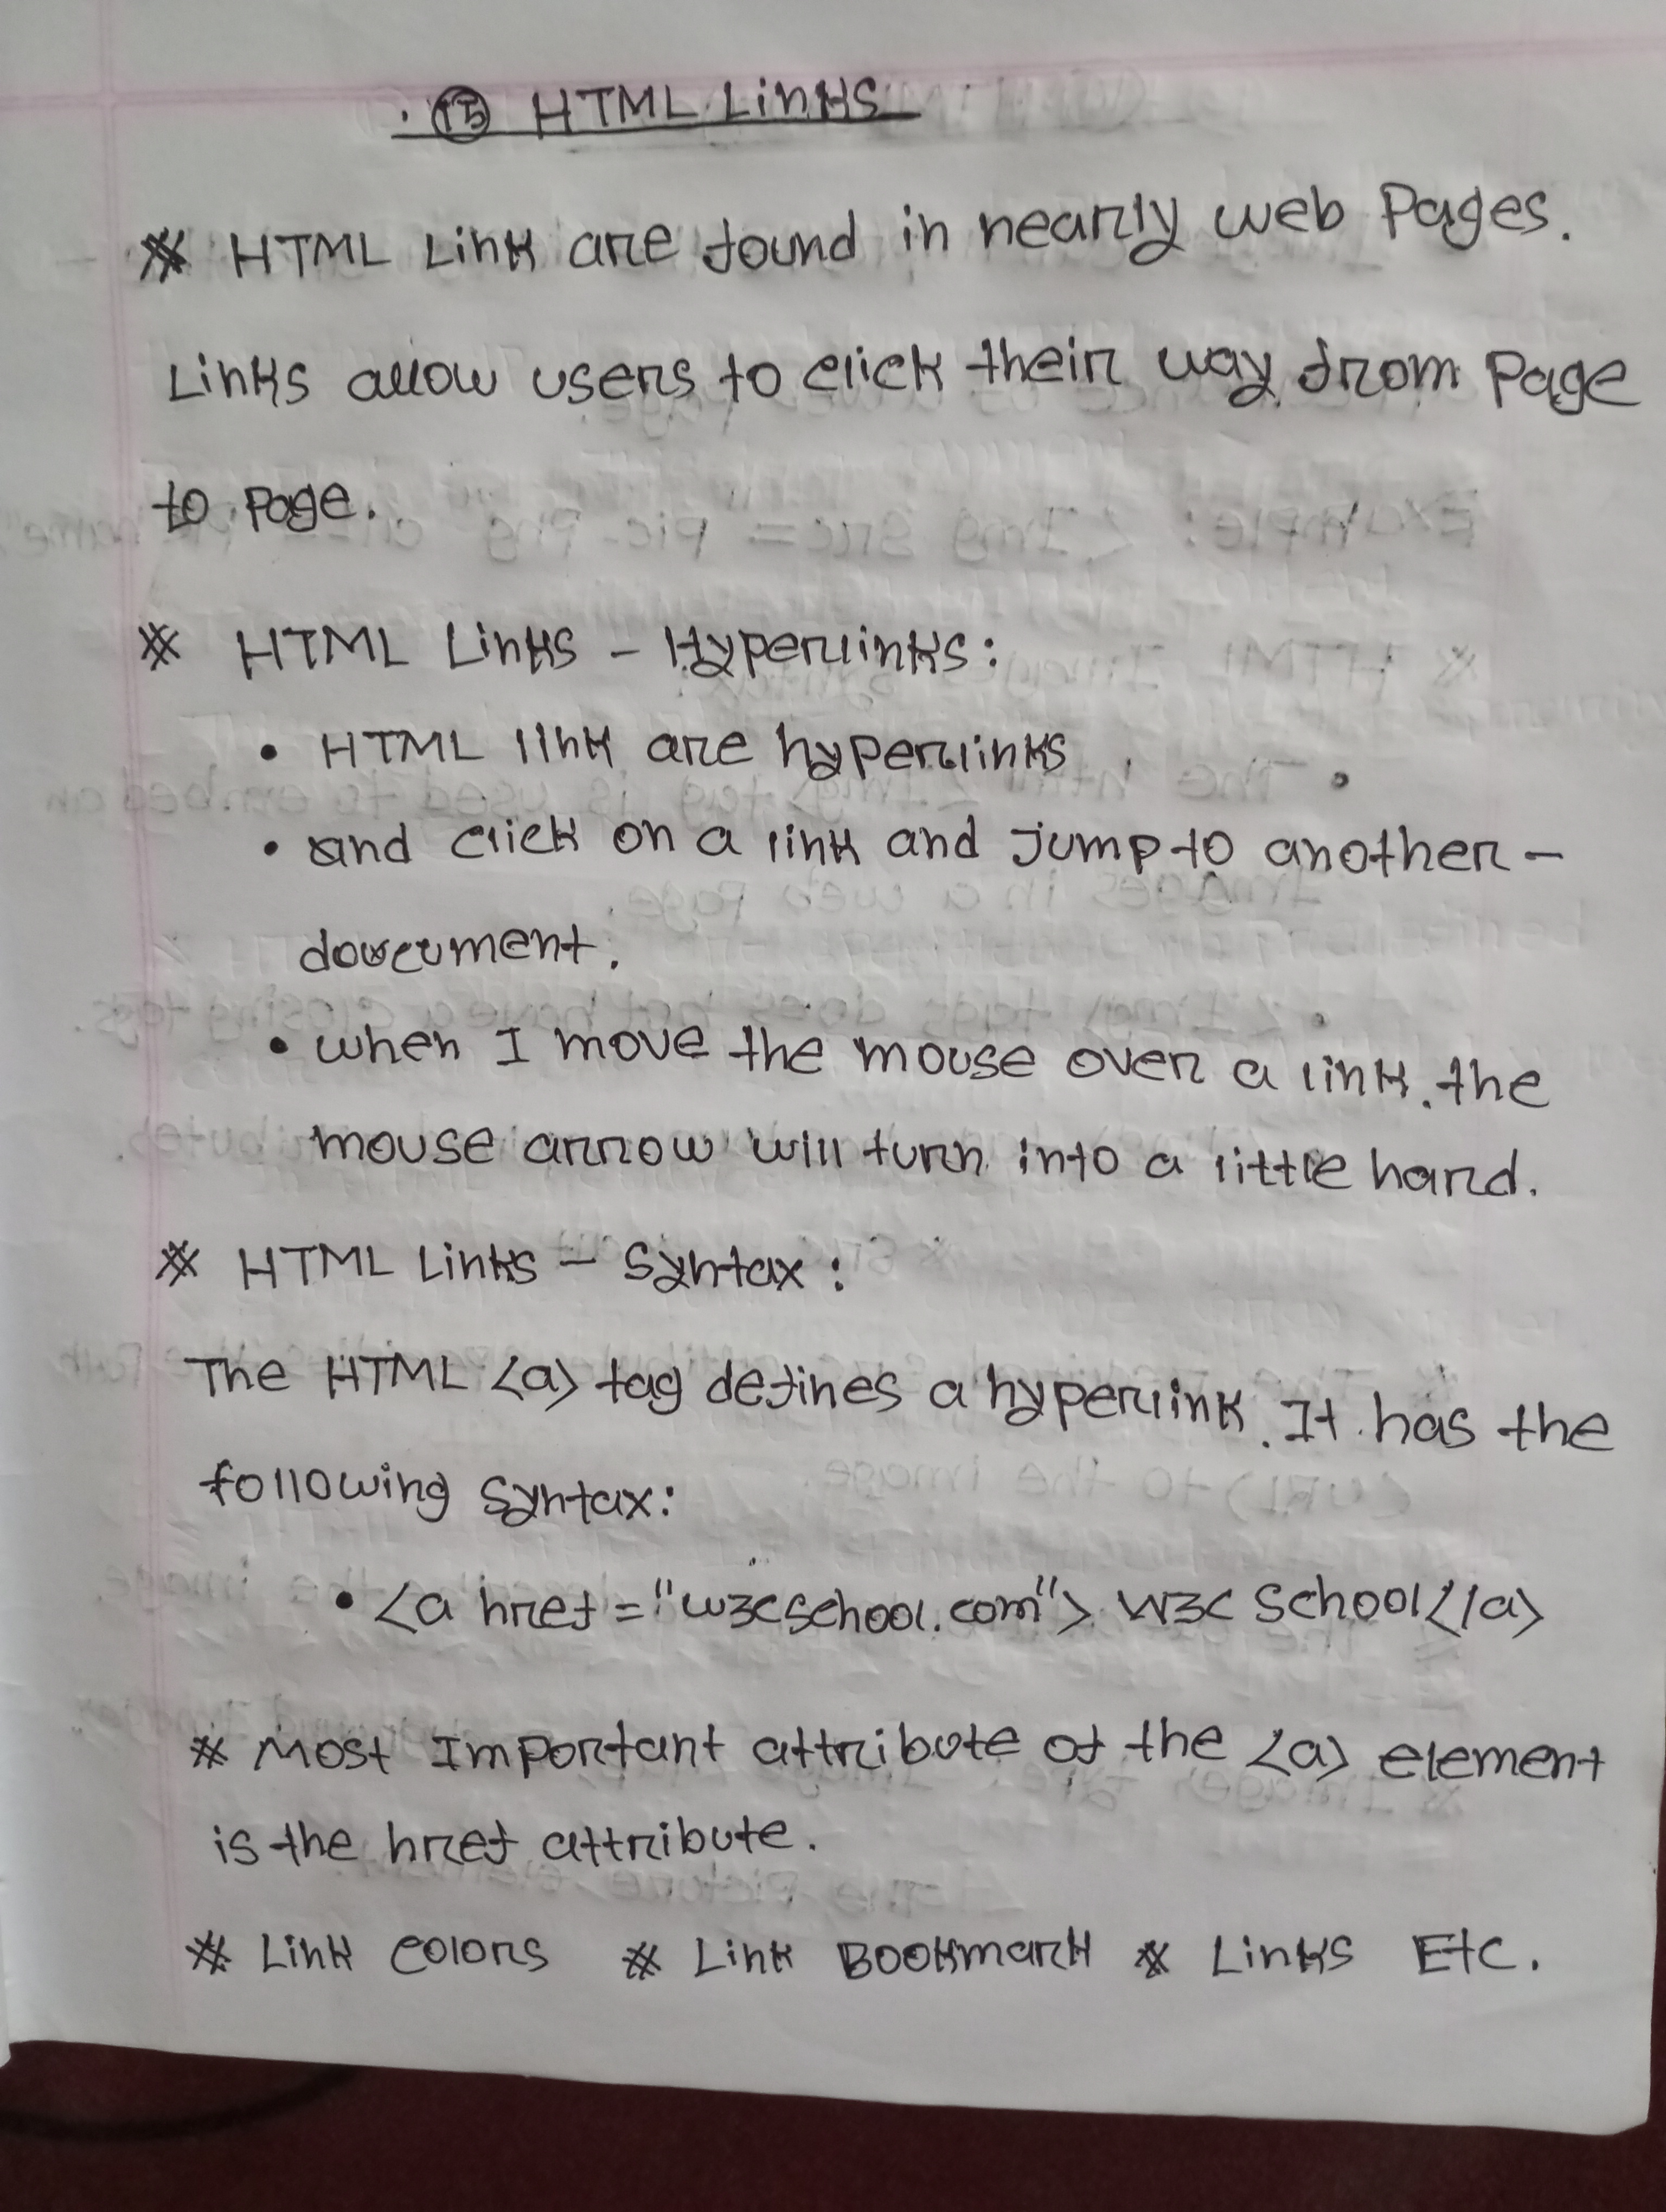 15 HTML Links
* HTML Link are found in nearly web Pages.
Links allow users to click their way from Page
to Page.
* HTML Links - Hyperlinks:
• HTML link are hyperlinks
• and click on a link and Jump to another -
document.
• when I move the mouse over a link. the
mouse arrow will turn into a little hand.
* HTML Links - Syntax:
The HTML <a> tag defines a hyperlink. It has the
following Syntax:
• <a href="w3cschool.com"> W3C School</a>
* Most Important attribute of the <a> element
is the href attribute.
* Link Colors * Link Bookmark * Links Etc.